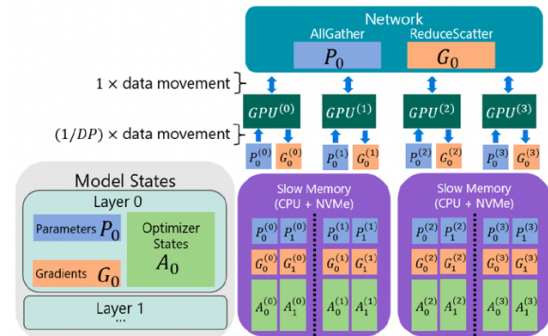 Network
AllGather ReduceScatter
P₀ G₀
1 × data movement
GPU⁽⁰⁾ GPU⁽¹⁾ GPU⁽²⁾ GPU⁽³⁾
(1/DP) × data movement
P₀⁽⁰⁾ G₀⁽⁰⁾ P₀⁽¹⁾ G₀⁽¹⁾ P₀⁽²⁾ G₀⁽²⁾ P₀⁽³⁾ G₀⁽³⁾
Model States
Layer 0
Parameters P₀
Optimizer
States
A₀
Gradients G₀
Layer 1
...
Slow Memory
(CPU + NVMe)
P₀⁽⁰⁾ P₁⁽⁰⁾ P₀⁽¹⁾ P₁⁽¹⁾
G₀⁽⁰⁾ G₁⁽⁰⁾ G₀⁽¹⁾ G₁⁽¹⁾
A₀⁽⁰⁾ A₁⁽⁰⁾ A₀⁽¹⁾ A₁⁽¹⁾
Slow Memory
(CPU + NVMe)
P₀⁽²⁾ P₁⁽²⁾ P₀⁽³⁾ P₁⁽³⁾
G₀⁽²⁾ G₁⁽²⁾ G₀⁽³⁾ G₁⁽³⁾
A₀⁽²⁾ A₁⁽²⁾ A₀⁽³⁾ A₁⁽³⁾